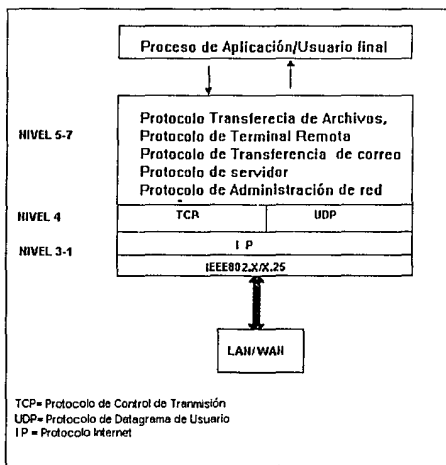 Proceso de Aplicación/Usuario final
NIVEL 5-7
Protocolo Transferecia de Archivos,
Protocolo de Terminal Remota
Protocolo de Transferencia de correo
Protocolo de servidor
Protocolo de Administración de red
NIVEL 4
TCP
UDP
NIVEL 3-1
I P
IEEE802.X/X.25
LAN/WAN
TCP= Protocolo de Control de Tranmisión
UDP= Protocolo de Datagrama de Usuario
I P = Protocolo Internet